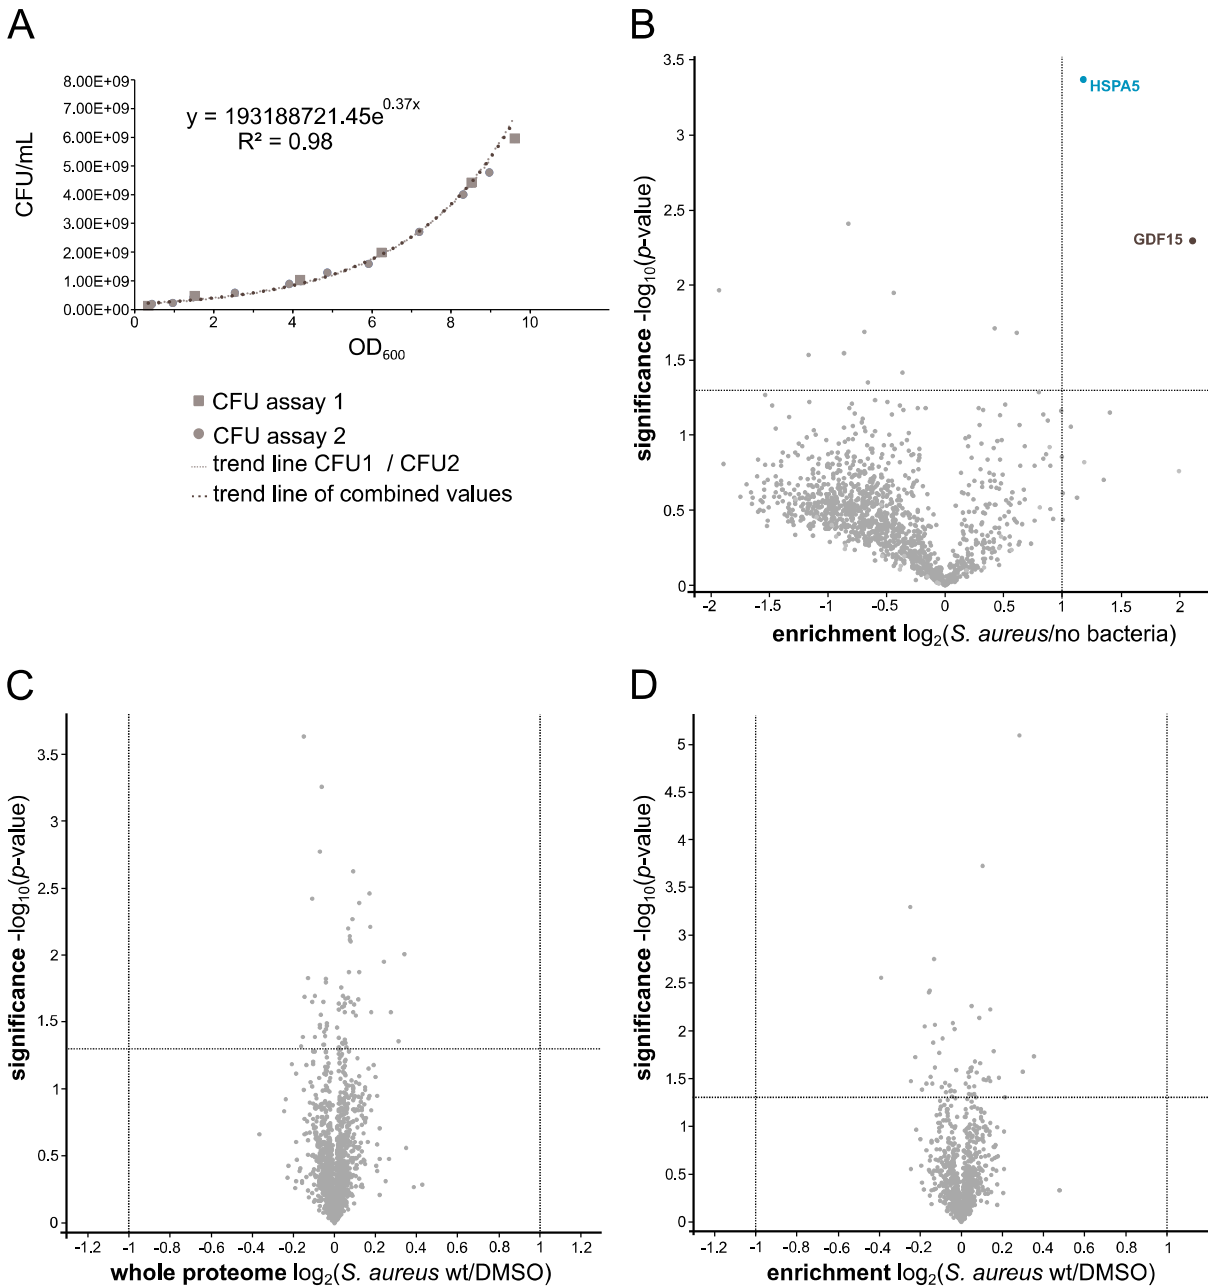 A
8.00E+09
7.00E+09
6.00E+09
5.00E+09
4.00E+09
3.00E+09
2.00E+09
1.00E+09
0.00E+00
CFU/mL
y = 193188721.45e^0.37x
R² = 0.98
0 2 4 6 8 10
OD600
CFU assay 1
CFU assay 2
trend line CFU1 / CFU2
trend line of combined values
B
3.5
3
2.5
2
1.5
1
0.5
0
significance -log10(p-value)
HSPA5
GDF15
-2 -1.5 -1 -0.5 0 0.5 1 1.5 2
enrichment log2(S. aureus/no bacteria)
C
3.5
3
2.5
2
1.5
1
0.5
0
significance -log10(p-value)
-1.2 -1 -0.8 -0.6 -0.4 -0.2 0 0.2 0.4 0.6 0.8 1 1.2
whole proteome log2(S. aureus wt/DMSO)
D
5
4.5
4
3.5
3
2.5
2
1.5
1
0.5
0
significance -log10(p-value)
-1.2 -1 -0.8 -0.6 -0.4 -0.2 0 0.2 0.4 0.6 0.8 1 1.2
enrichment log2(S. aureus wt/DMSO)